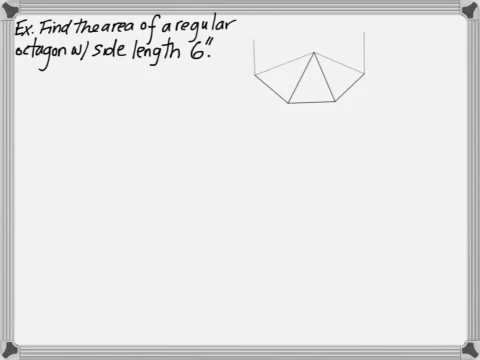 Ex. Find the area of a regular
octagon w/ side length 6".